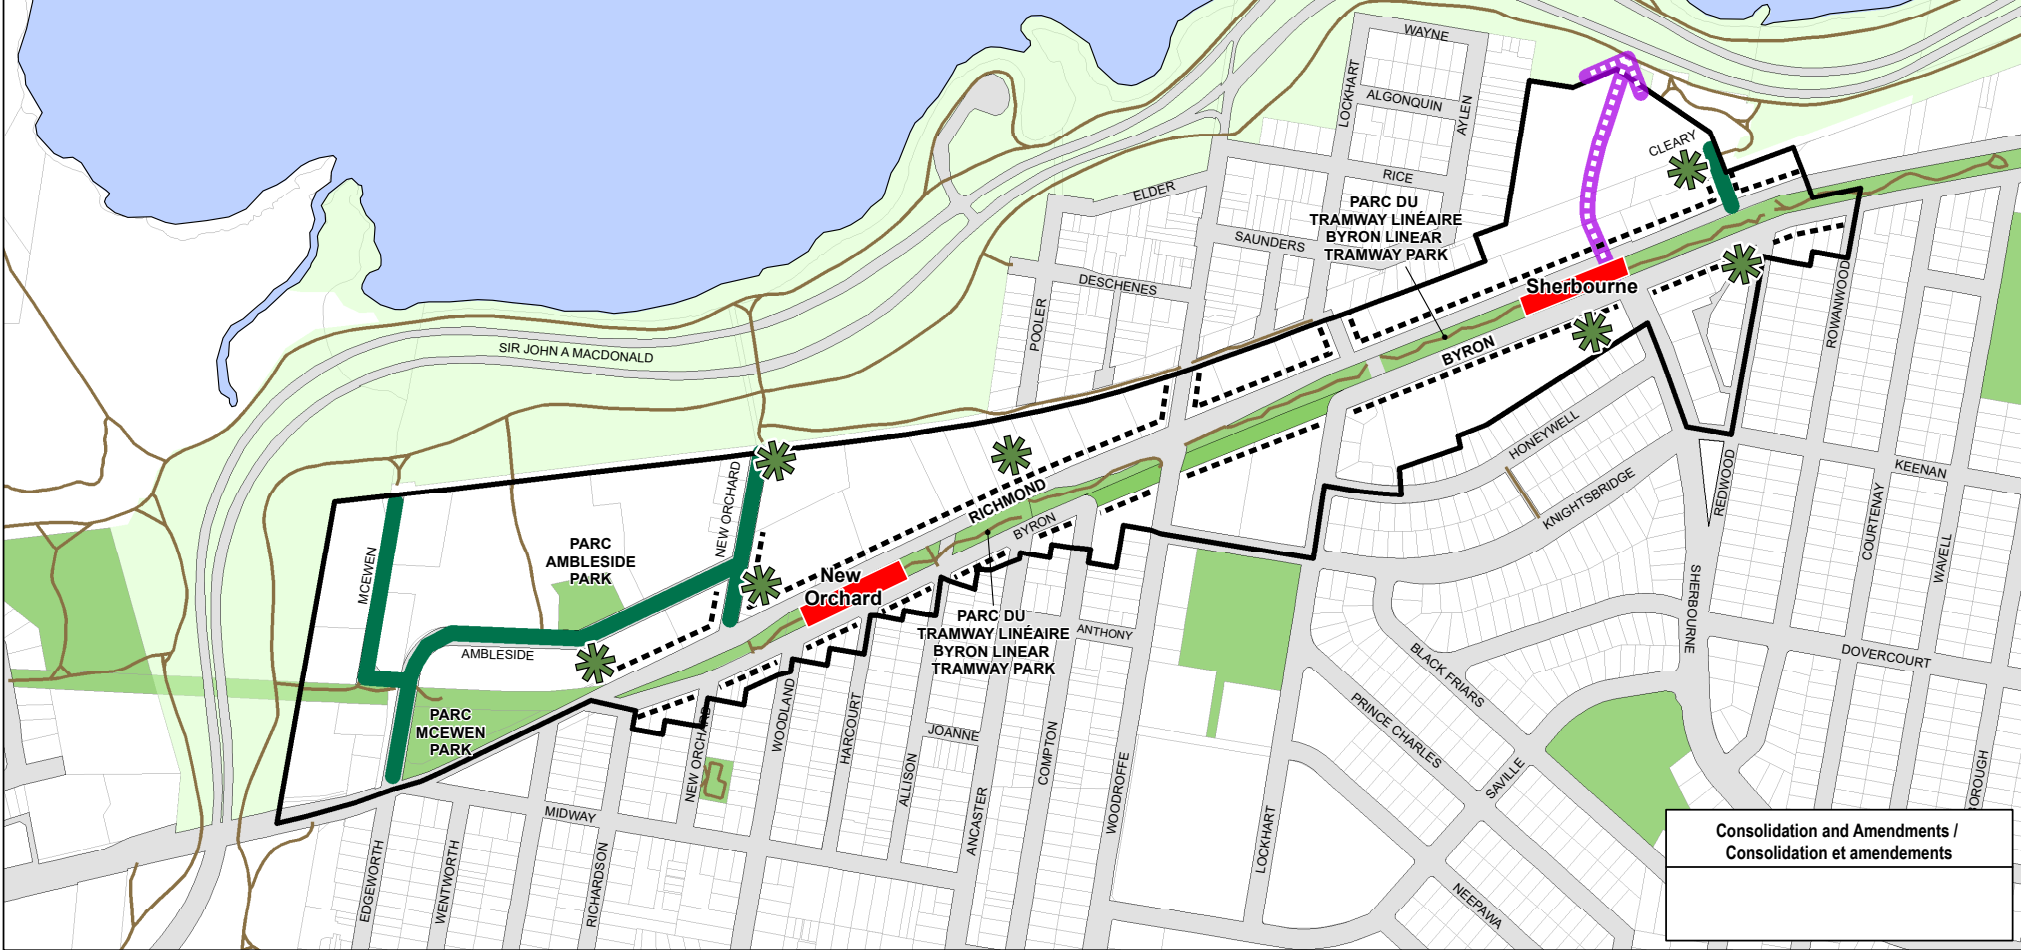 WAYNE
LOCKHART
ALGONQUIN
AYLEN
CLEARY
RICE
ELDER
PARC DU
TRAMWAY LINÉAIRE
BYRON LINEAR
TRAMWAY PARK
SAUNDERS
DESCHENES
POOLER
Sherbourne
ROWANWOOD
SIR JOHN A MACDONALD
BYRON
HONEYWELL
KNIGHTSBRIDGE
REDWOOD
KEENAN
COURTENAY
WAVELL
NEW ORCHARD
RICHMOND
BYRON
MCEWEN
PARC
AMBLESIDE
PARK
New
Orchard
AMBLESIDE
PARC DU
TRAMWAY LINÉAIRE
BYRON LINEAR
TRAMWAY PARK
ANTHONY
SHERBOURNE
DOVERCOURT
BLACK FRIARS
PRINCE CHARLES
SAVILLE
PARC
MCEWEN
PARK
NEW ORCHARD
WOODLAND
HARCOURT
ALLISON
JOANNE
ANCASTER
COMPTON
WOODROFFE
LOCKHART
MIDWAY
EDGEWORTH
WENTWORTH
RICHARDSON
NEEPAWA
BOROUGH
Consolidation and Amendments /
Consolidation et amendements